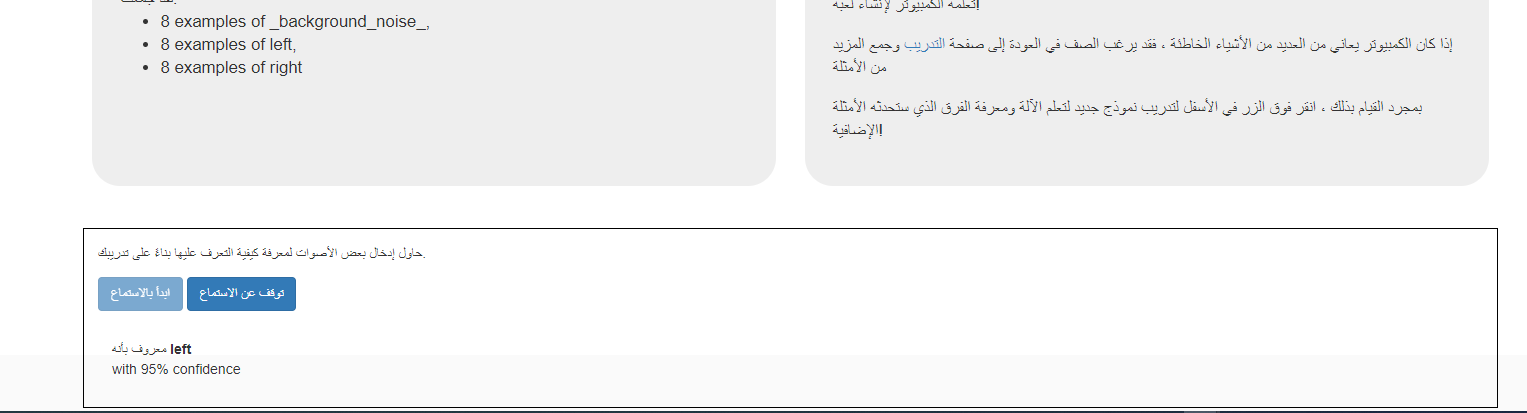 8 examples of _background_noise_,
8 examples of left,
8 examples of right
تعلمه الكمبيوتر لإنشاء لعبة!
إذا كان الكمبيوتر يعاني من العديد من الأشياء الخاطئة ، فقد يرغب الصف في العودة إلى صفحة التدريب وجمع المزيد
من الأمثلة
بمجرد القيام بذلك ، انقر فوق الزر في الأسفل لتدريب نموذج جديد لتعلم الآلة ومعرفة الفرق الذي ستحدثه الأمثلة
الإضافية!
حاول إدخال بعض الأصوات لمعرفة كيفية التعرف عليها بناءً على تدريبك.
ابدأ بالاستماع توقف عن الاستماع
معروف بأنه left
with 95% confidence